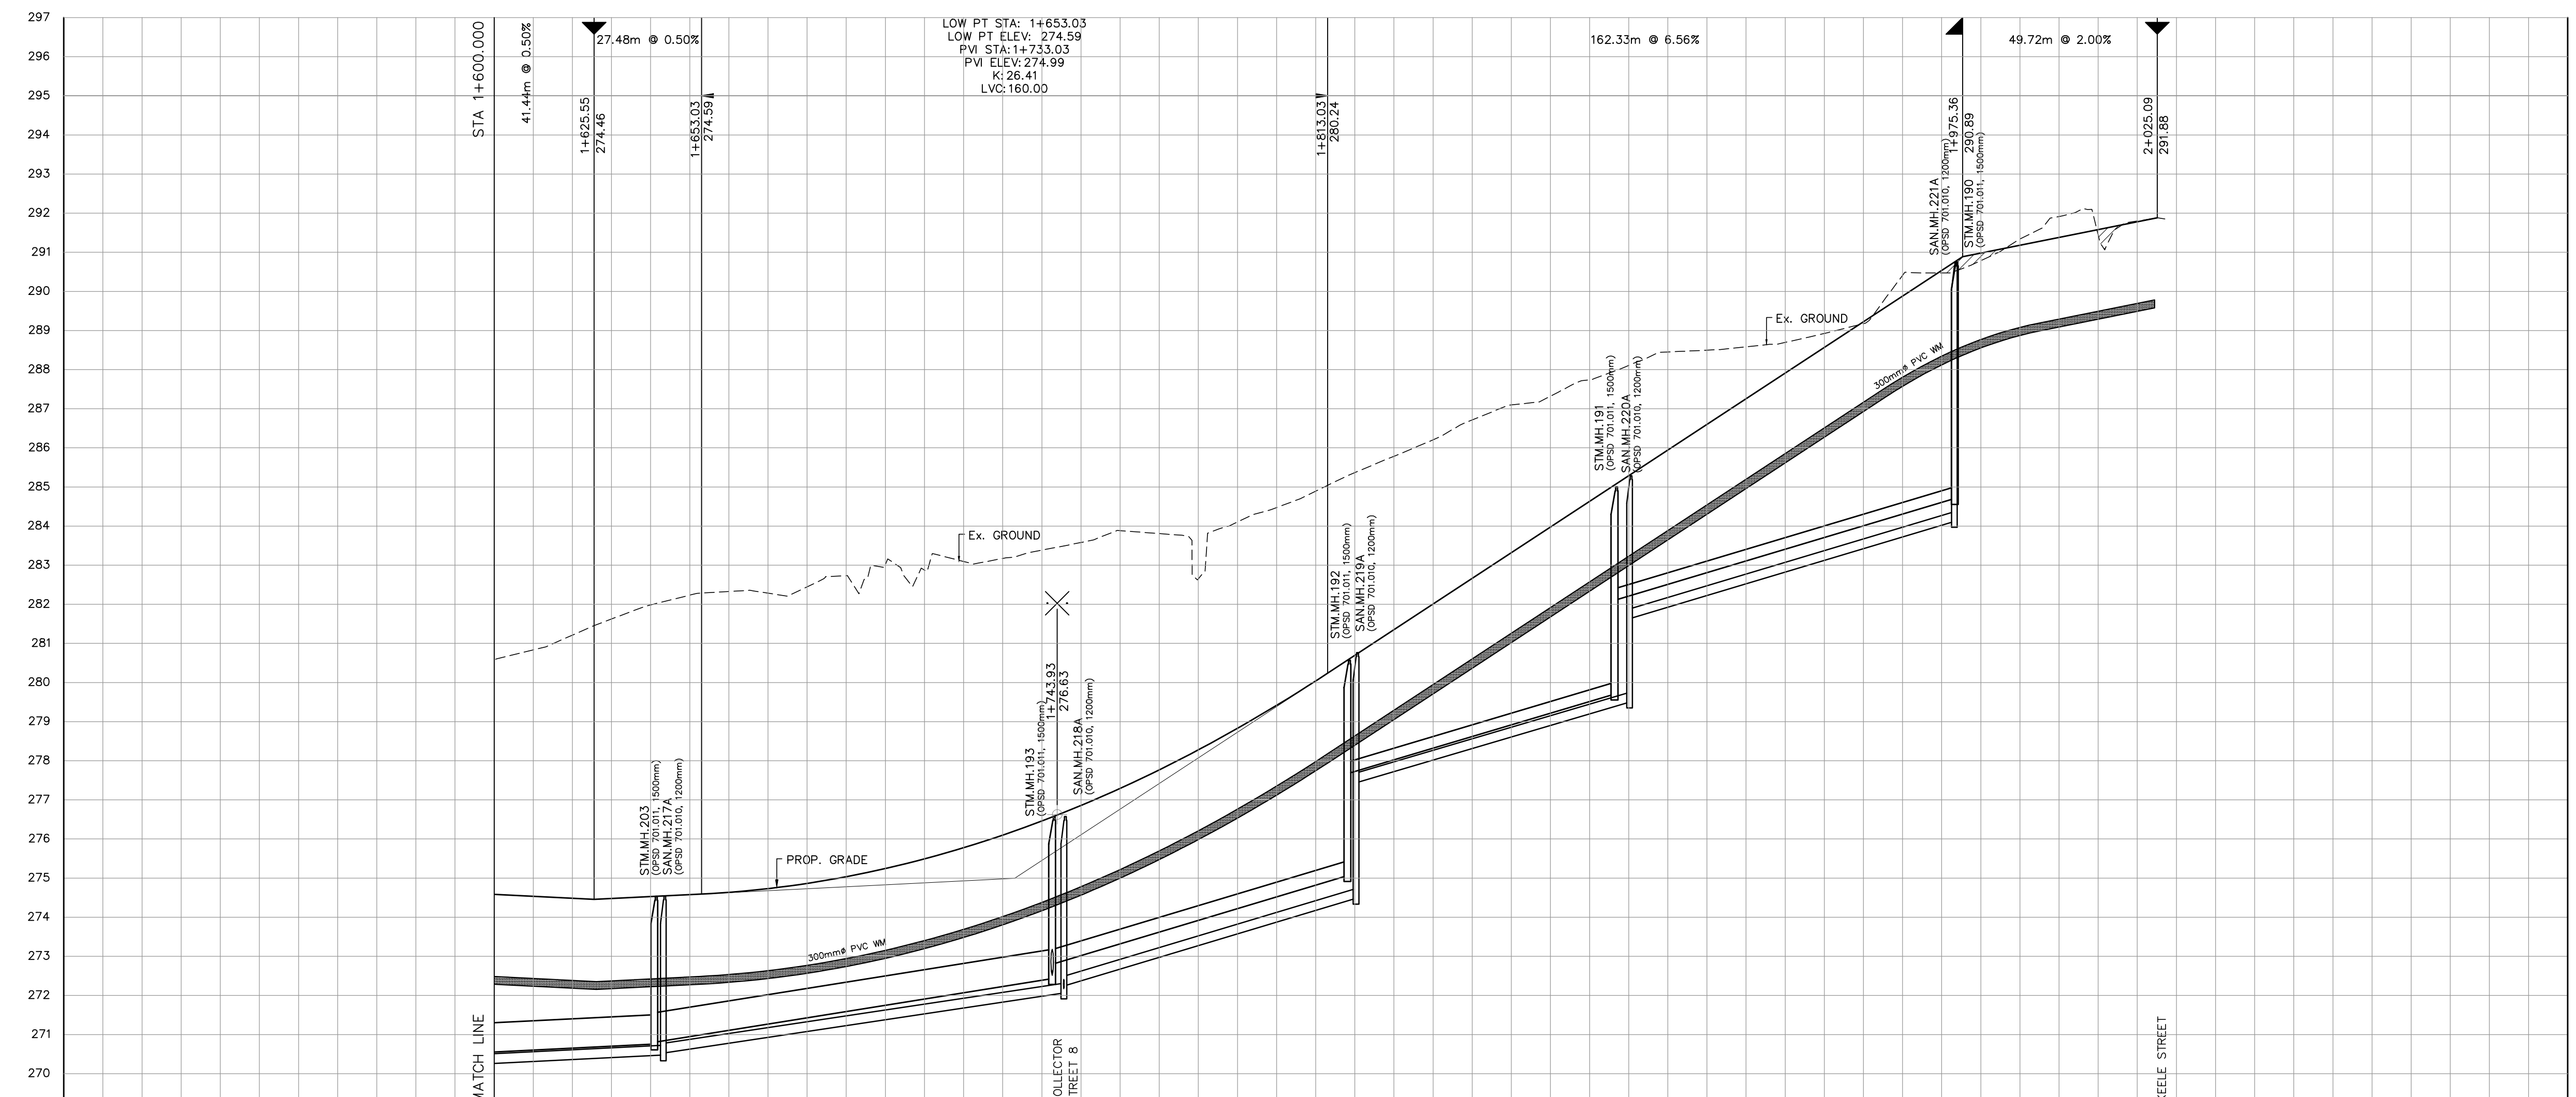 297
296
295
294
293
292
291
290
289
288
287
286
285
284
283
282
281
280
279
278
277
276
275
274
273
272
271
270
STA 1+600.000
MATCH LINE
41.44m @ 0.50%
1+625.55
274.46
27.48m @ 0.50%
1+653.03
274.59
LOW PT STA: 1+653.03
LOW PT ELEV: 274.59
PVI STA:1+733.03
PVI ELEV:274.99
K:26.41
LVC:160.00
1+813.03
280.24
162.33m @ 6.56%
1+975.36
290.89
49.72m @ 2.00%
2+025.09
291.88
SAN.MH.221A
(OPSD 701.010, 1200mm)
STM.MH.190
(OPSD 701.011, 1500mm)
Ex. GROUND
300mmø PVC WM
STM.MH.191
(OPSD 701.011, 1500mm)
SAN.MH.220A
(OPSD 701.010, 1200mm)
Ex. GROUND
STM.MH.192
(OPSD 701.011, 1500mm)
SAN.MH.219A
(OPSD 701.010, 1200mm)
1+743.93
276.63
STM.MH.193
(OPSD 701.011, 1500mm)
SAN.MH.218A
(OPSD 701.010, 1200mm)
STM.MH.203
(OPSD 701.011, 1500mm)
SAN.MH.217A
(OPSD 701.010, 1200mm)
PROP. GRADE
300mmø PVC WM
OLLECTOR
TREET 8
EELE STREET